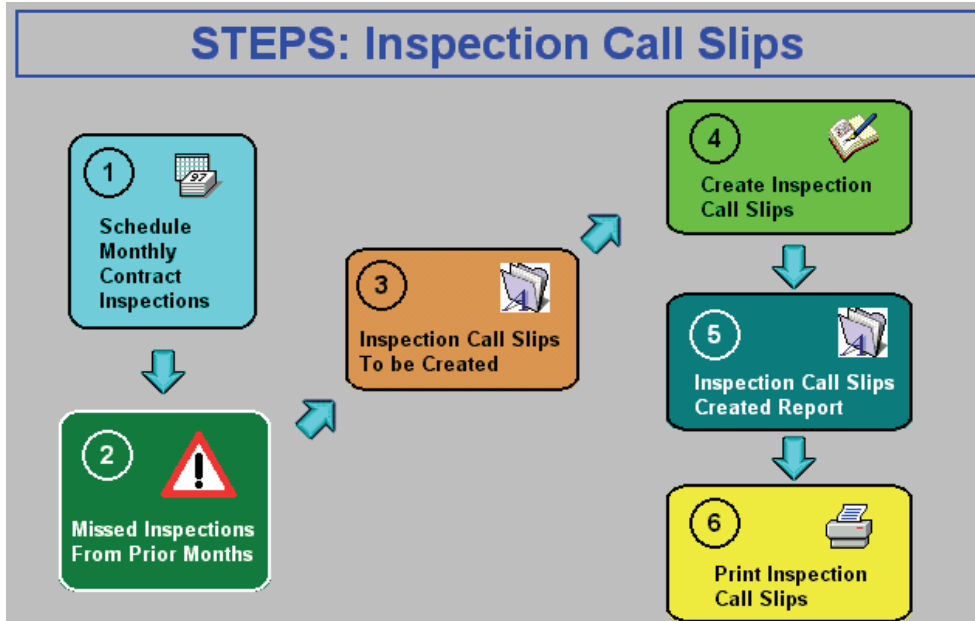 STEPS: Inspection Call Slips
1
97
Schedule
Monthly
Contract
Inspections
2
Missed Inspections
From Prior Months
3
Inspection Call Slips
To be Created
4
Create Inspection
Call Slips
5
Inspection Call Slips
Created Report
6
Print Inspection
Call Slips